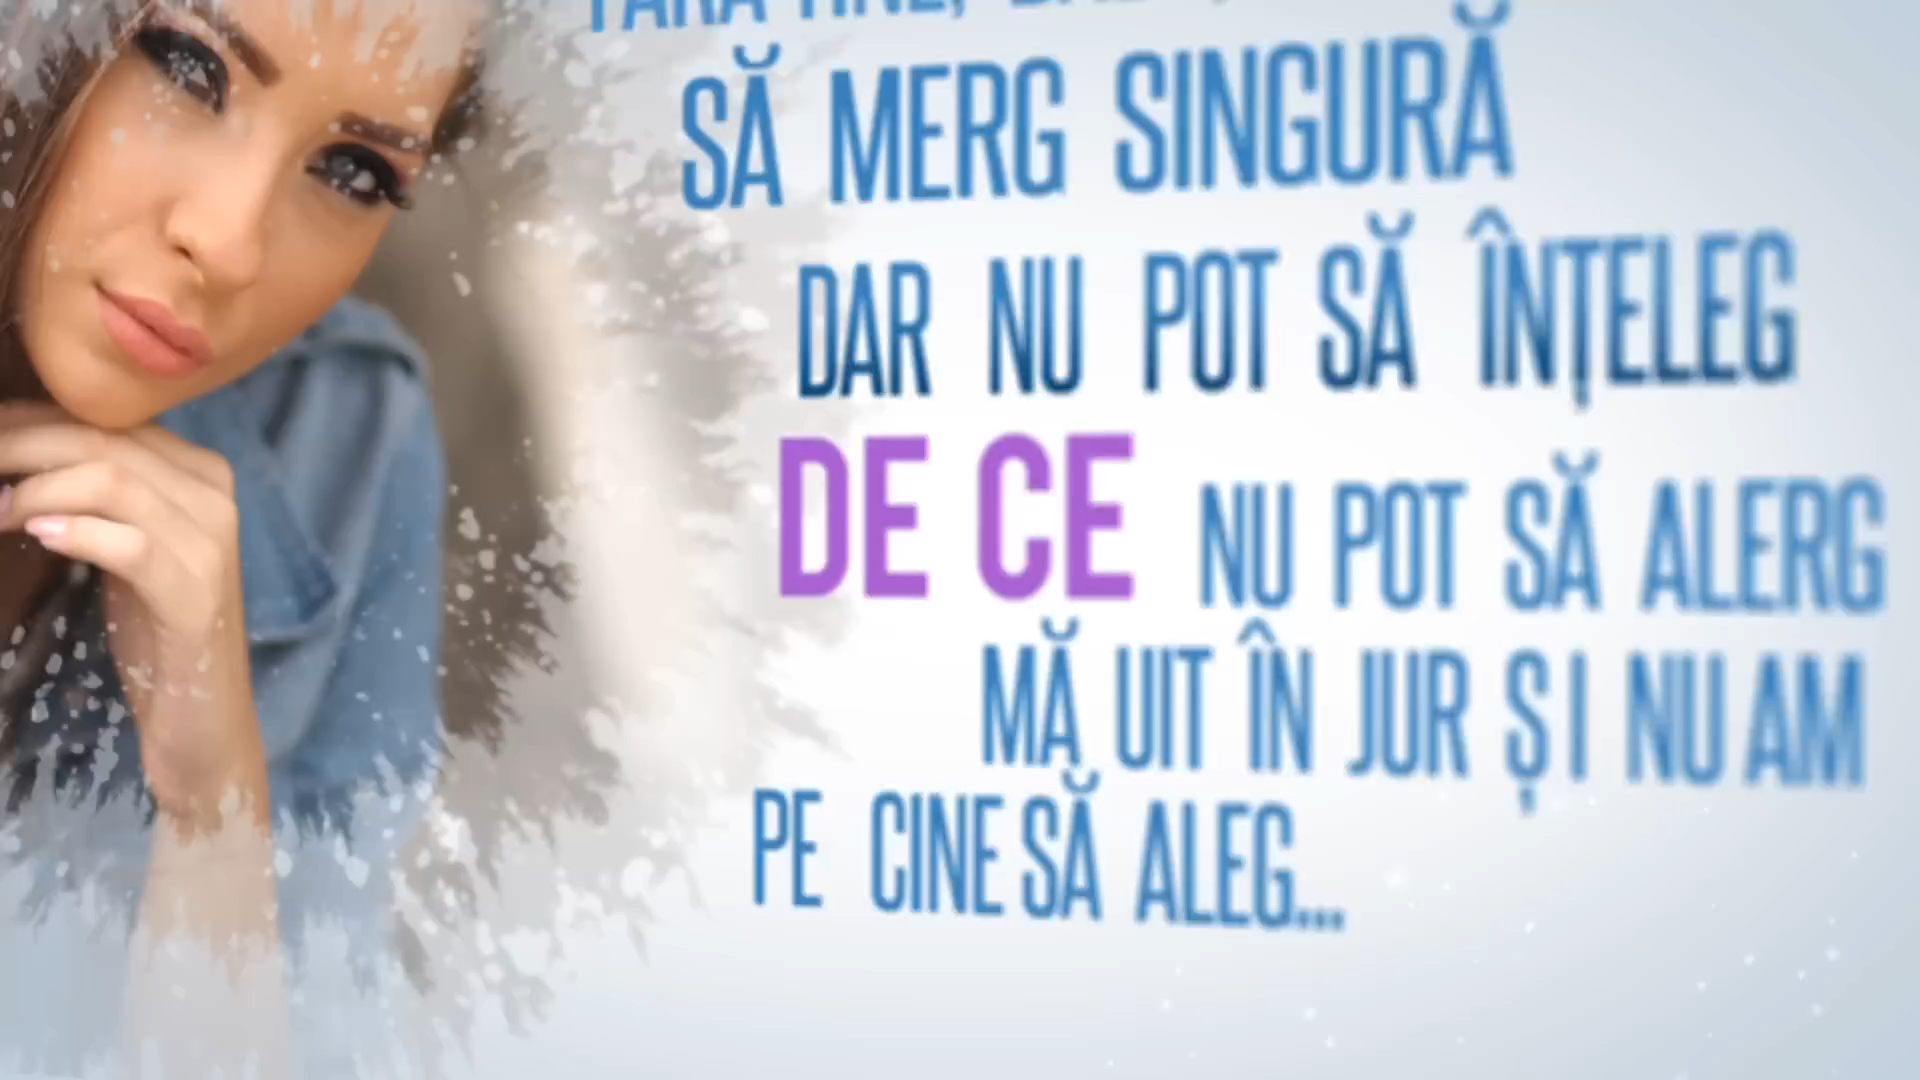 SĂ MERG SINGURĂ
DAR NU POT SĂ ÎNȚELEG
DE CE NU POT SĂ ALERG
MĂ UIT ÎN JUR ȘI NU AM
PE CINE SĂ ALEG...